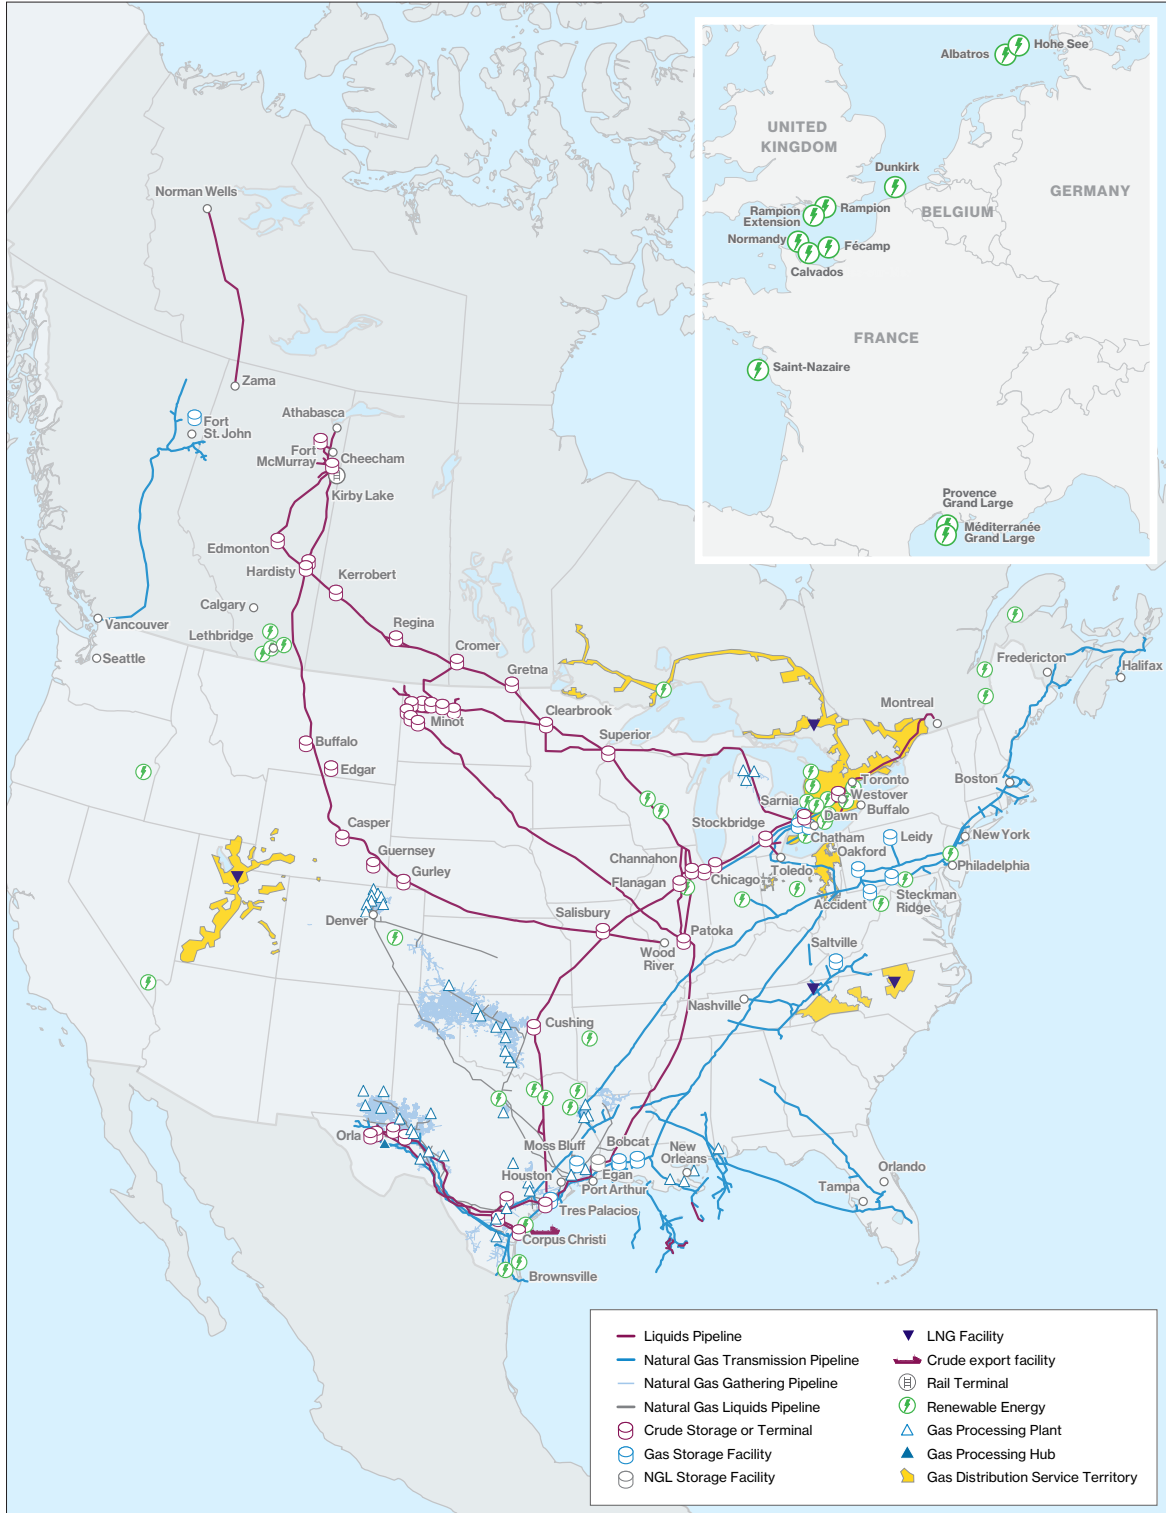 Hohe See
Albatros
UNITED
KINGDOM
Dunkirk
GERMANY
Rampion
Extension
Rampion
BELGIUM
Normandy
Fécamp
Calvados
FRANCE
Saint-Nazaire
Provence
Grand Large
Méditerranée
Grand Large
Norman Wells
Zama
Athabasca
Fort
St. John
Fort
McMurray
Cheecham
Kirby Lake
Edmonton
Hardisty
Kerrobert
Calgary
Vancouver
Lethbridge
Regina
Seattle
Cromer
Gretna
Fredericton
Halifax
Montreal
Minot
Clearbrook
Superior
Buffalo
Edgar
Toronto
Westover
Boston
Sarnia
Buffalo
Dawn
Stockbridge
Casper
Chatham
Leidy
New York
Oakford
Guernsey
Channahon
Toledo
Philadelphia
Gurley
Flanagan
Chicago
Accident
Steckman
Ridge
Salisbury
Denver
Patoka
Saltville
Wood
River
Nashville
Cushing
Orla
Moss Bluff
Bobcat
New
Orleans
Houston
Egan
Port Arthur
Orlando
Tampa
Tres Palacios
Corpus Christi
Brownsville
Liquids Pipeline
Natural Gas Transmission Pipeline
Natural Gas Gathering Pipeline
Natural Gas Liquids Pipeline
Crude Storage or Terminal
Gas Storage Facility
NGL Storage Facility
LNG Facility
Crude export facility
Rail Terminal
Renewable Energy
Gas Processing Plant
Gas Processing Hub
Gas Distribution Service Territory